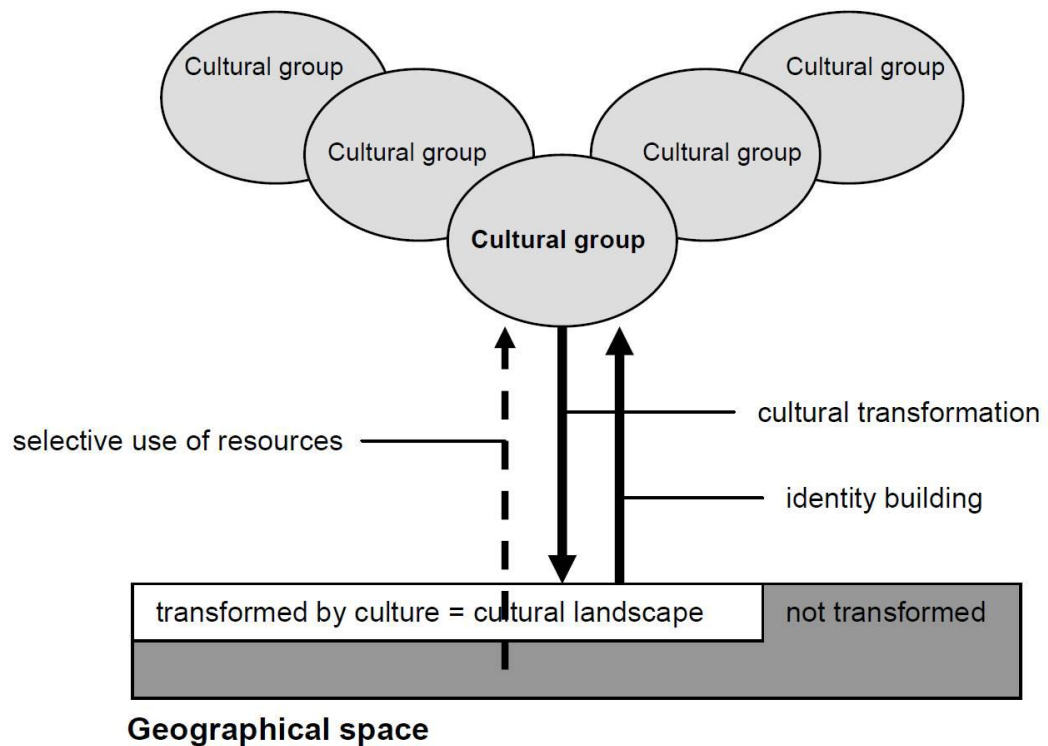 Cultural group
Cultural group
Cultural group
Cultural group
Cultural group
cultural transformation
selective use of resources
identity building
transformed by culture = cultural landscape
not transformed
Geographical space